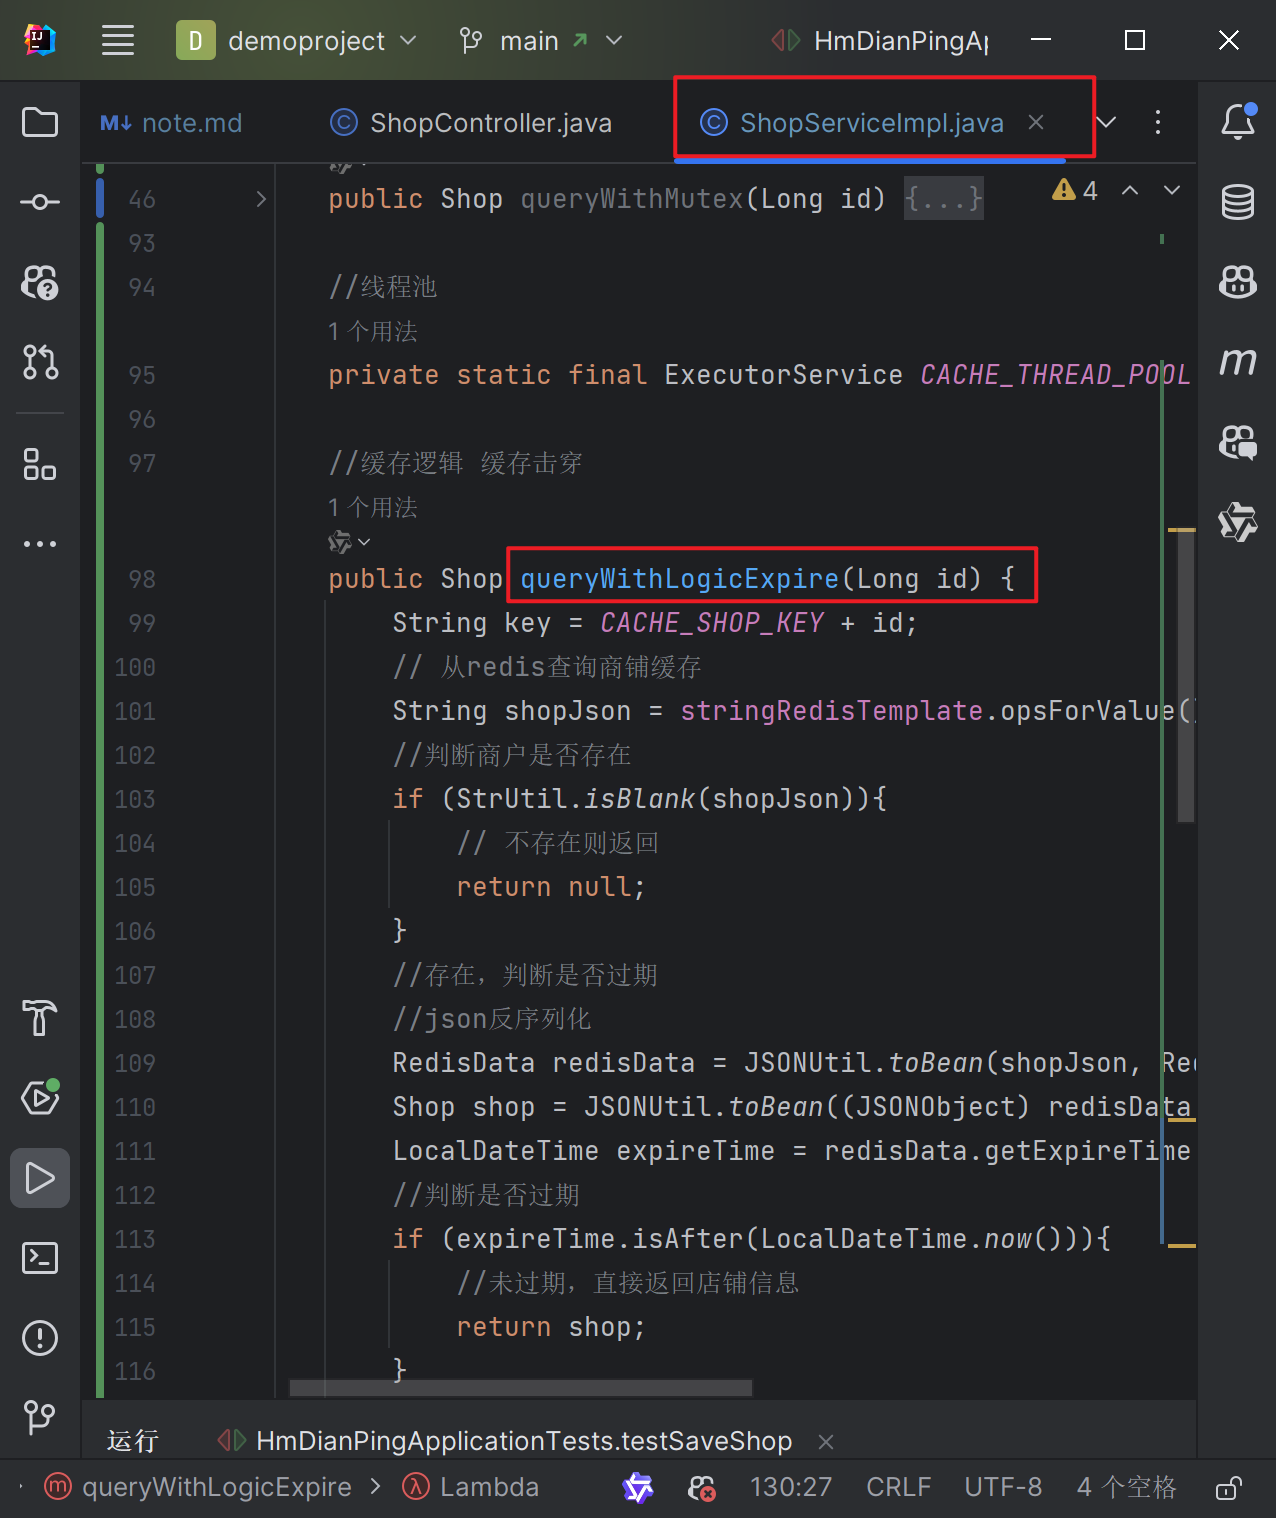 D demoproject main HmDianPingAp
M↓ note.md ShopController.java ShopServiceImpl.java
46 public Shop queryWithMutex(Long id) {...} 4
93
94 //线程池
1 个用法
95 private static final ExecutorService CACHE_THREAD_POOL
96
97 //缓存逻辑 缓存击穿
1 个用法
98 public Shop queryWithLogicExpire(Long id) {
99 String key = CACHE_SHOP_KEY + id;
100 // 从redis查询商铺缓存
101 String shopJson = stringRedisTemplate.opsForValue()
102 //判断商户是否存在
103 if (StrUtil.isBlank(shopJson)){
104 // 不存在则返回
105 return null;
106 }
107 //存在，判断是否过期
108 //json反序列化
109 RedisData redisData = JSONUtil.toBean(shopJson, Red
110 Shop shop = JSONUtil.toBean((JSONObject) redisData
111 LocalDateTime expireTime = redisData.getExpireTime
112 //判断是否过期
113 if (expireTime.isAfter(LocalDateTime.now())){
114 //未过期，直接返回店铺信息
115 return shop;
116 }
运行 HmDianPingApplicationTests.testSaveShop
queryWithLogicExpire > λ Lambda 130:27 CRLF UTF-8 4 个空格